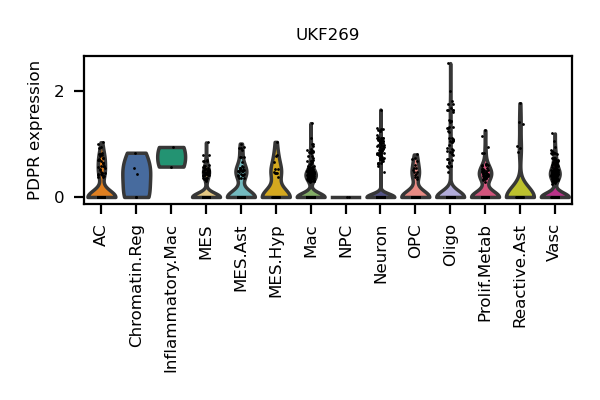 UKF269
PDPR expression
2
0
AC
Chromatin.Reg
Inflammatory.Mac
MES
MES.Ast
MES.Hyp
Mac
NPC
Neuron
OPC
Oligo
Prolif.Metab
Reactive.Ast
Vasc